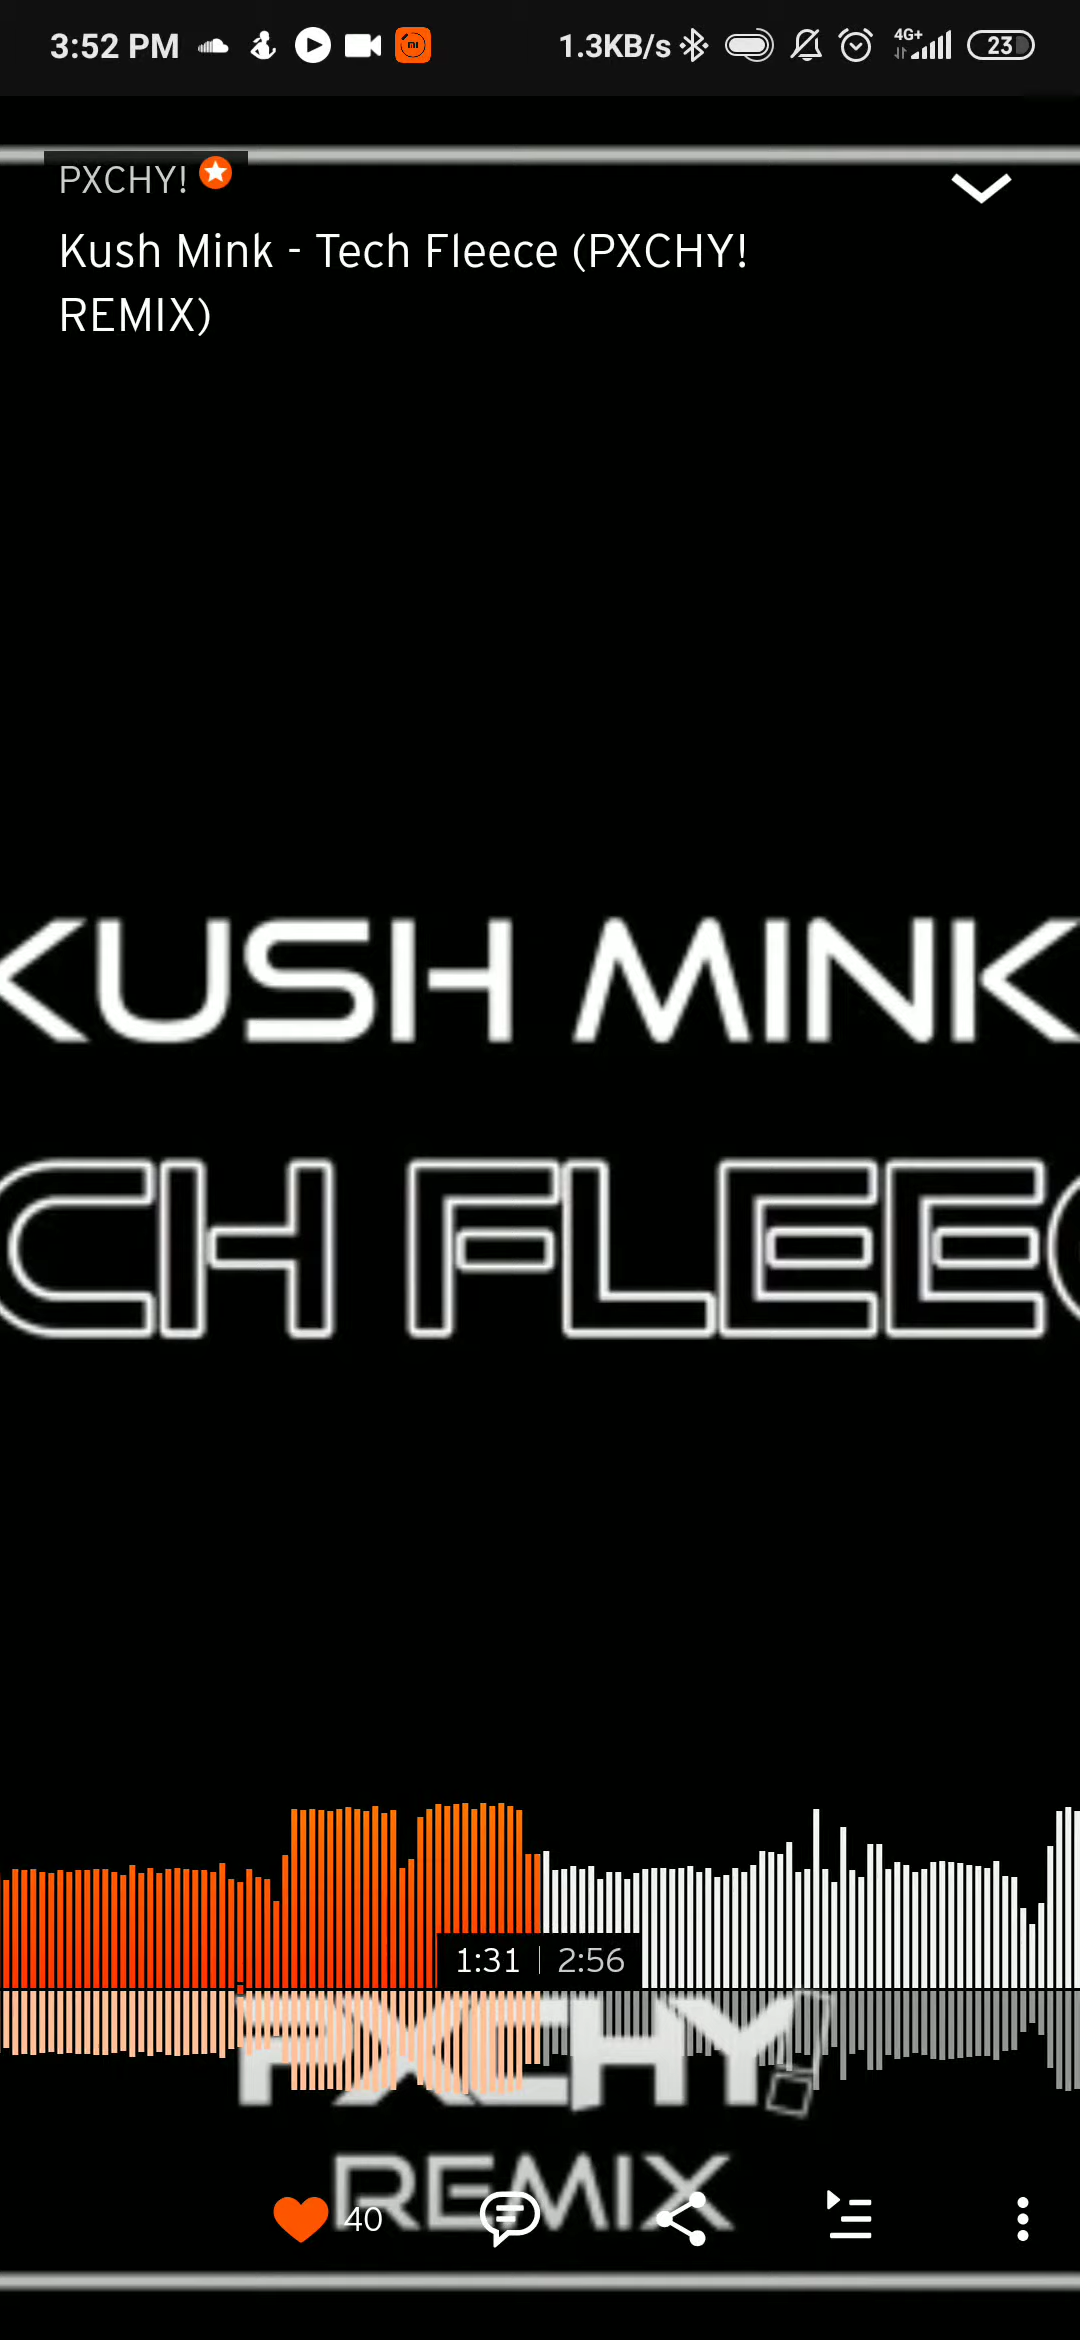 3:52 PM 1.3KB/s 4G+ 23
PXCHY!
Kush Mink - Tech Fleece (PXCHY!
REMIX)
KUSH MINK
CH FLEEC
1:31 | 2:56
PXCHY!
REMIX
40